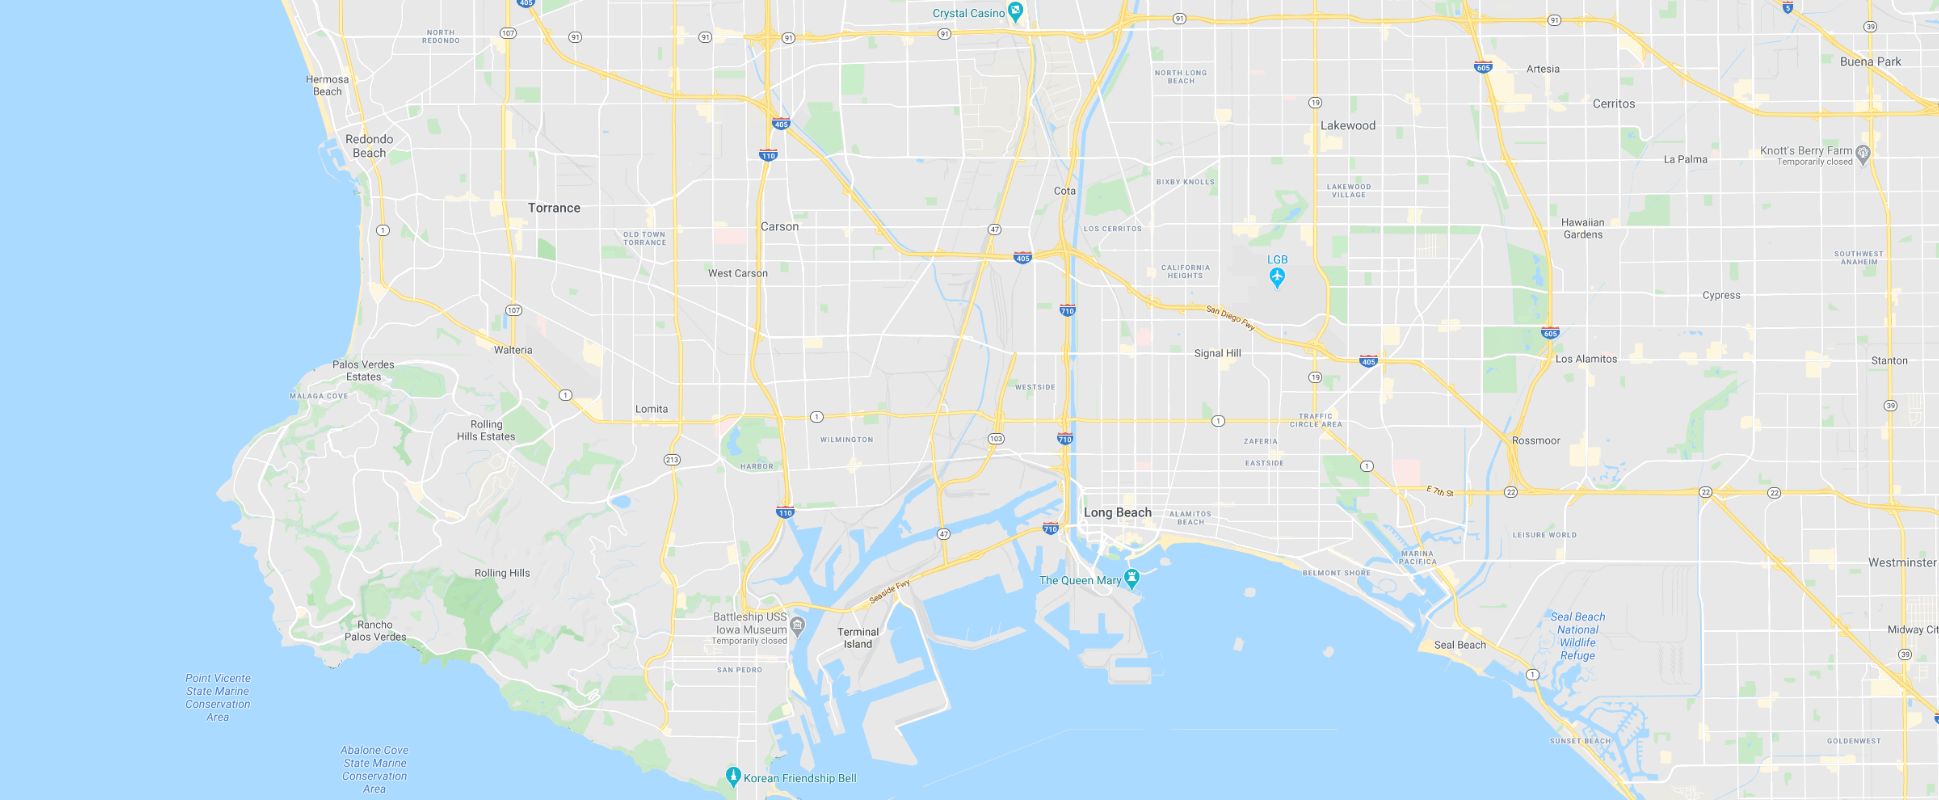 405
Crystal Casino
91
5
NORTH
REDONDO
107
91
91
91
91
91
39
Buena Park
605
Artesia
Hermosa
Beach
NORTH LONG
BEACH
19
Cerritos
405
Lakewood
Redondo
Beach
110
Knott's Berry Farm
Temporarily closed
La Palma
Cota
BIXBY KNOLLS
LAKEWOOD
VILLAGE
Torrance
1
OLD TOWN
TORRANCE
Carson
47
LOS CERRITOS
Hawaiian
Gardens
405
LGB
SOUTHWEST
ANAHEIM
West Carson
CALIFORNIA
HEIGHTS
Cypress
107
710
San Diego Fwy
605
Walteria
Signal Hill
405
Los Alamitos
Stanton
Palos Verdes
Estates
MALAGA COVE
1
WESTSIDE
19
39
Lomita
1
1
TRAFFIC
CIRCLE AREA
Rolling
Hills Estates
WILMINGTON
103
710
ZAFERIA
Rossmoor
213
HARBOR
EASTSIDE
1
E 7th St
22
22
22
110
Long Beach
ALAMITOS
BEACH
710
47
LEISURE WORLD
MARINA
PACIFICA
Westminster
Rolling Hills
The Queen Mary
BELMONT SHORE
Seaside Fwy
Battleship USS
Iowa Museum
Temporarily closed
Terminal
Island
Rancho
Palos Verdes
Seal Beach
National
Wildlife
Refuge
Midway Cit
Seal Beach
39
SAN PEDRO
1
Point Vicente
State Marine
Conservation
Area
SUNSET BEACH
GOLDENWEST
Abalone Cove
State Marine
Conservation
Area
Korean Friendship Bell